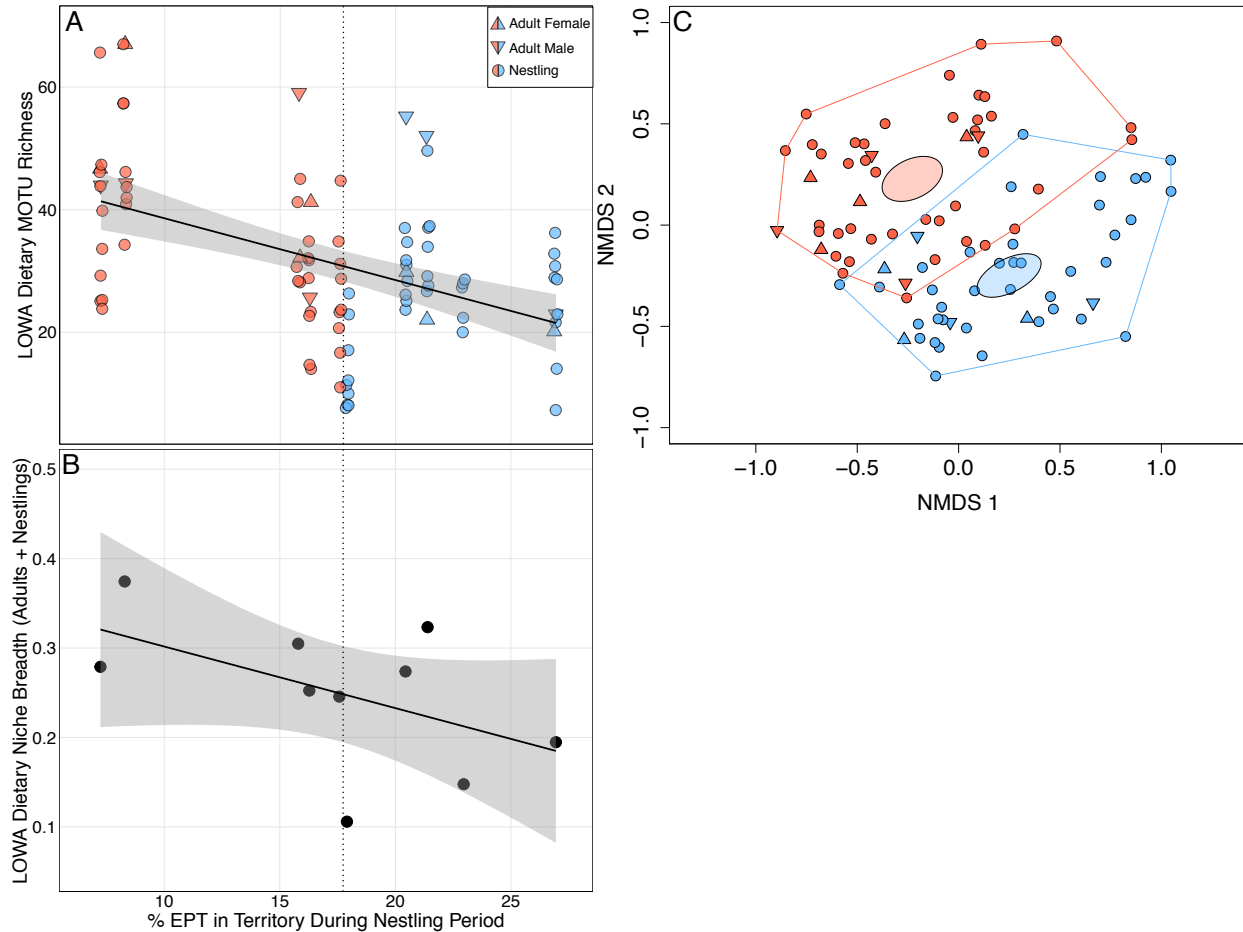 A
Adult Female
Adult Male
Nestling
60
40
20
LOWA Dietary MOTU Richness
B
0.5
0.4
0.3
0.2
0.1
LOWA Dietary Niche Breadth (Adults + Nestlings)
10 15 20 25
% EPT in Territory During Nestling Period
C
1.0
0.5
0.0
−0.5
−1.0
NMDS 2
−1.0 −0.5 0.0 0.5 1.0
NMDS 1